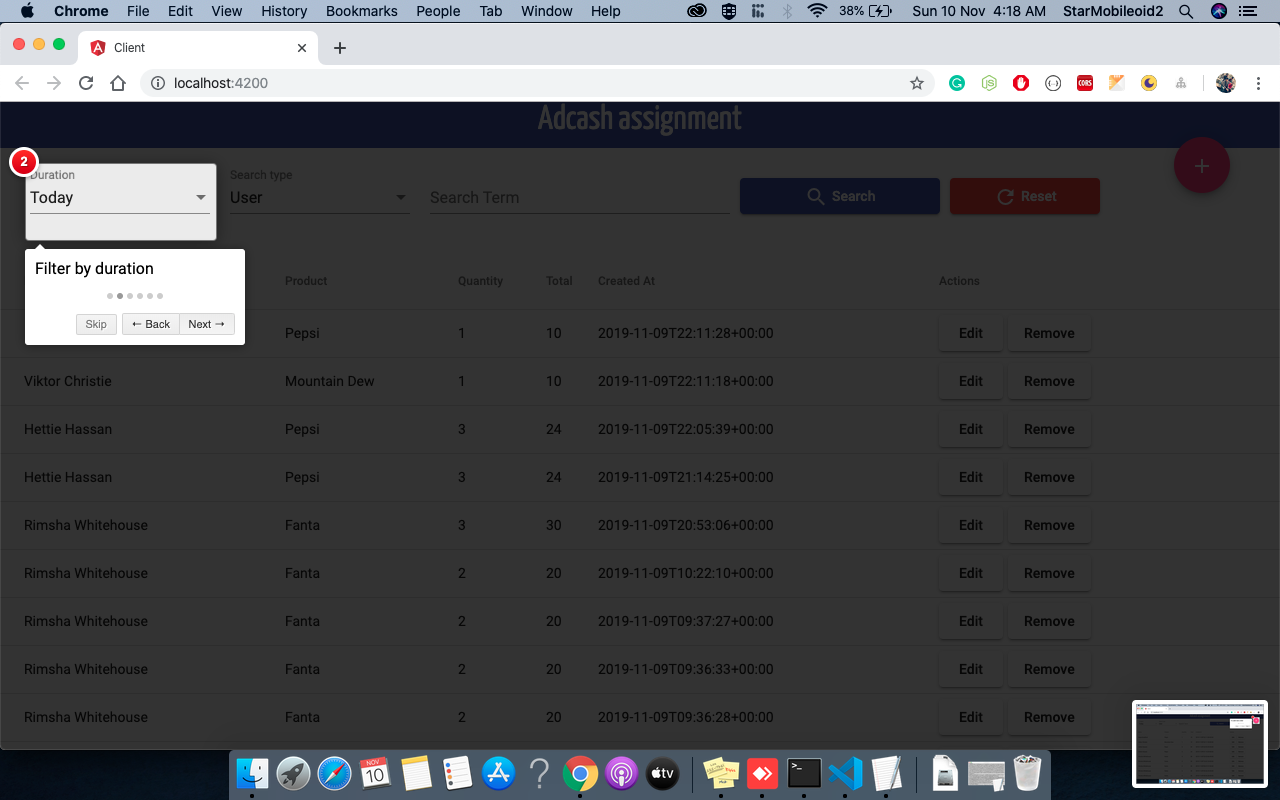 Chrome File Edit View History Bookmarks People Tab Window Help 38% Sun 10 Nov 4:18 AM StarMobileoid2
Client
localhost:4200
CORS
Adcash assignment
2
Duration
Today
Search type
User
Search Term
Search
Reset
Filter by duration
Skip
← Back
Next →
Product Quantity Total Created At Actions
Pepsi 1 10 2019-11-09T22:11:28+00:00 Edit Remove
Viktor Christie Mountain Dew 1 10 2019-11-09T22:11:18+00:00 Edit Remove
Hettie Hassan Pepsi 3 24 2019-11-09T22:05:39+00:00 Edit Remove
Hettie Hassan Pepsi 3 24 2019-11-09T21:14:25+00:00 Edit Remove
Rimsha Whitehouse Fanta 3 30 2019-11-09T20:53:06+00:00 Edit Remove
Rimsha Whitehouse Fanta 2 20 2019-11-09T10:22:10+00:00 Edit Remove
Rimsha Whitehouse Fanta 2 20 2019-11-09T09:37:27+00:00 Edit Remove
Rimsha Whitehouse Fanta 2 20 2019-11-09T09:36:33+00:00 Edit Remove
Rimsha Whitehouse Fanta 2 20 2019-11-09T09:36:28+00:00 Edit Remove
NOV
10
tv